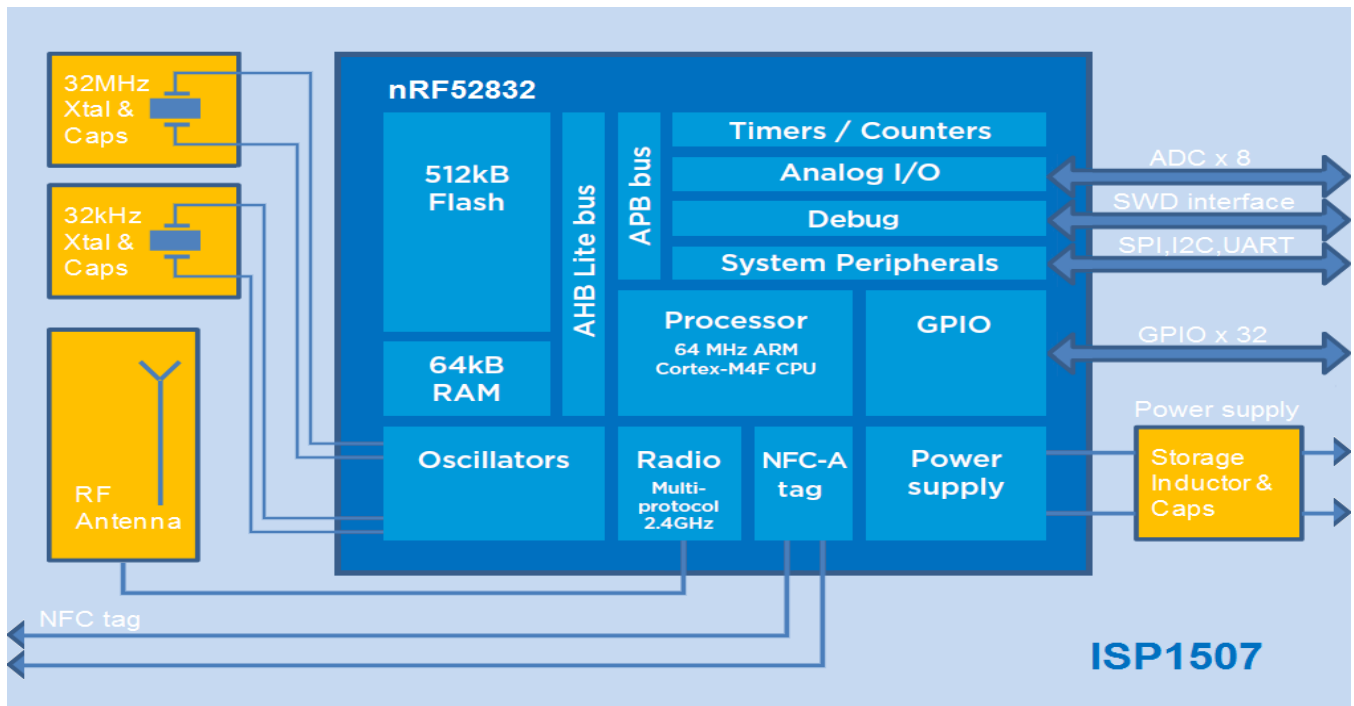 32MHz
Xtal &
Caps
32kHz
Xtal &
Caps
RF
Antenna
NFC tag
nRF52832
512kB
Flash
64kB
RAM
AHB Lite bus
APB bus
Timers / Counters
Analog I/O
Debug
System Peripherals
Processor
64 MHz ARM
Cortex-M4F CPU
GPIO
Oscillators
Radio
Multi-
protocol
2.4GHz
NFC-A
tag
Power
supply
ADC x 8
SWD interface
SPI,I2C,UART
GPIO x 32
Power supply
Storage
Inductor &
Caps
ISP1507